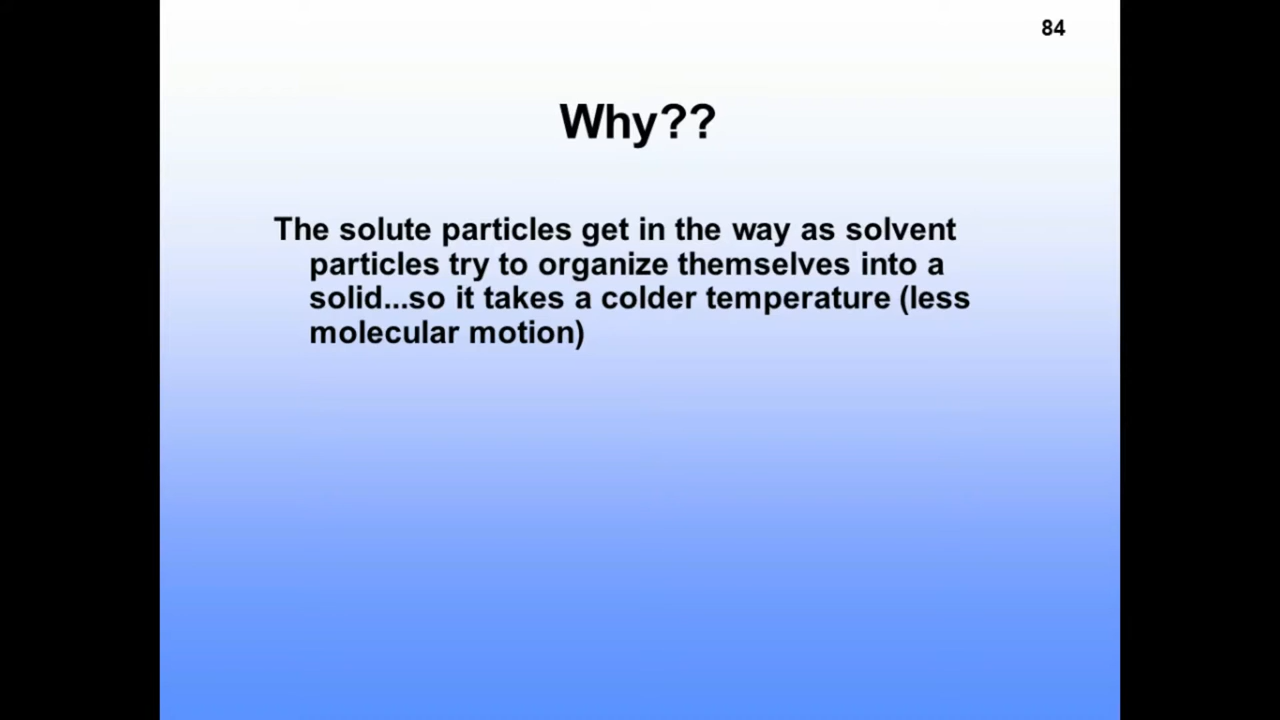 84
Why??
The solute particles get in the way as solvent
particles try to organize themselves into a
solid...so it takes a colder temperature (less
molecular motion)